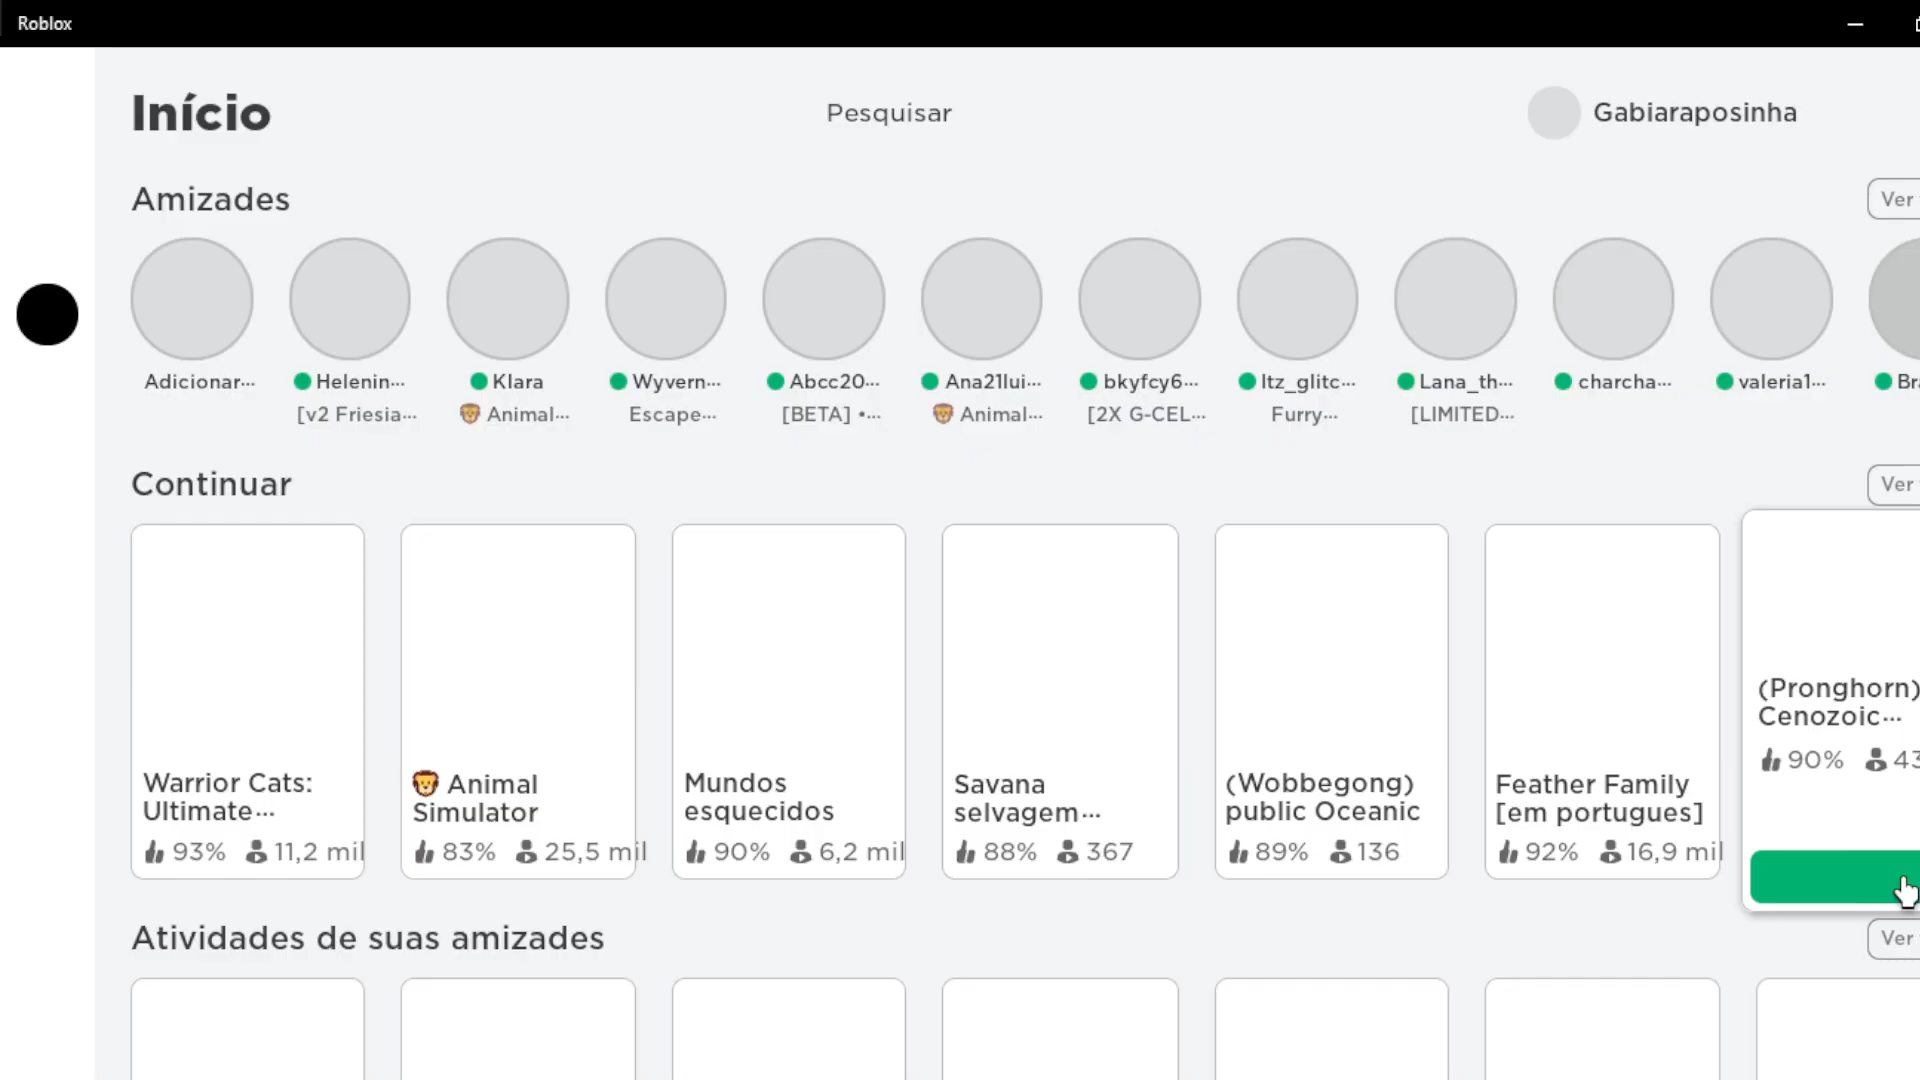 Roblox
Início
Pesquisar
Gabiaraposinha
Amizades
Ver
Adicionar...
Helenin...
Klara
Wyvern...
Abcc20...
Ana21lui...
bkyfcy6...
Itz_glitc...
Lana_th...
charcha...
valeria1...
Bra
[v2 Friesia...
🦁 Animal...
Escape...
[BETA] •...
🦁 Animal...
[2X G-CEL...
Furry...
[LIMITED...
Continuar
Ver
Warrior Cats:
Ultimate...
93% 11,2 mil
🦁 Animal
Simulator
83% 25,5 mil
Mundos
esquecidos
90% 6,2 mil
Savana
selvagem...
88% 367
(Wobbegong)
public Oceanic
89% 136
Feather Family
[em portugues]
92% 16,9 mil
(Pronghorn)
Cenozoic...
90% 43
Atividades de suas amizades
Ver